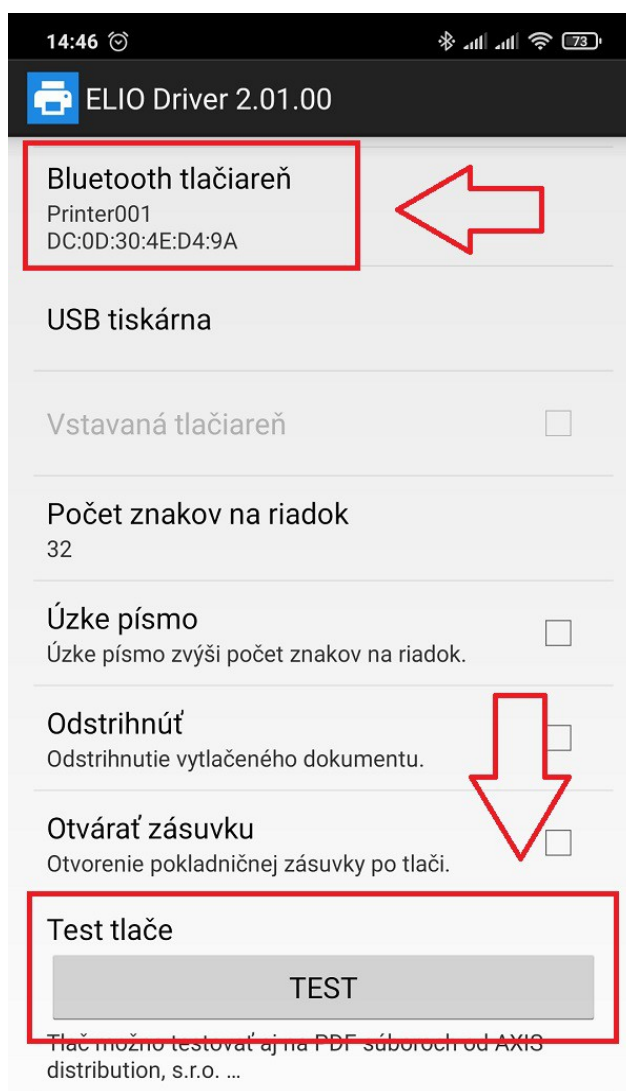 14:46
73
ELIO Driver 2.01.00
Bluetooth tlačiareň
Printer001
DC:0D:30:4E:D4:9A
USB tiskárna
Vstavaná tlačiareň
Počet znakov na riadok
32
Úzke písmo
Úzke písmo zvýši počet znakov na riadok.
Odstrihnúť
Odstrihnutie vytlačeného dokumentu.
Otvárať zásuvku
Otvorenie pokladničnej zásuvky po tlači.
Test tlače
TEST
Tlač možno testovať aj na PDF súboroch od AXIS
distribution, s.r.o. ...